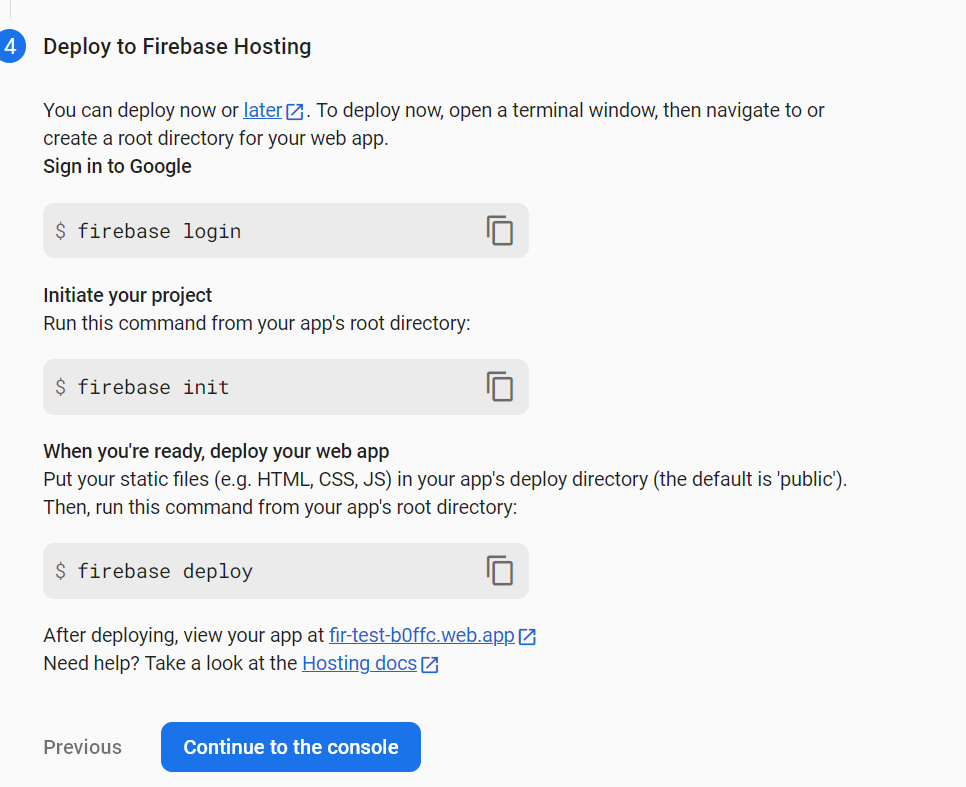 4 Deploy to Firebase Hosting
You can deploy now or later. To deploy now, open a terminal window, then navigate to or
create a root directory for your web app.
Sign in to Google
$ firebase login
Initiate your project
Run this command from your app's root directory:
$ firebase init
When you're ready, deploy your web app
Put your static files (e.g. HTML, CSS, JS) in your app's deploy directory (the default is 'public').
Then, run this command from your app's root directory:
$ firebase deploy
After deploying, view your app at fir-test-b0ffc.web.app
Need help? Take a look at the Hosting docs
Previous Continue to the console